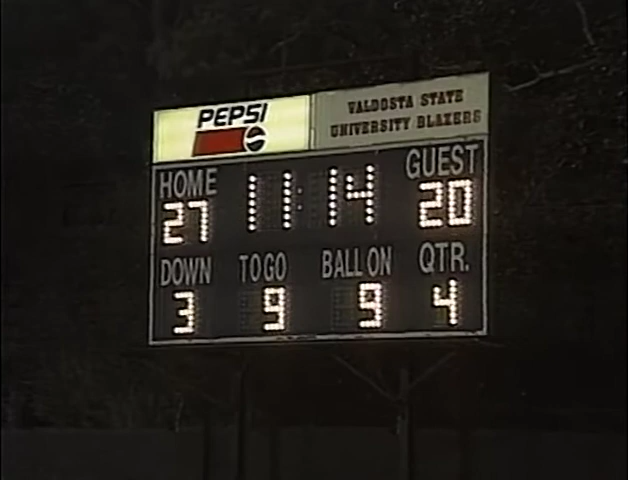 PEPSI
VALDOSTA STATE
UNIVERSITY BLAZERS
HOME 11:14 GUEST
27 20
DOWN TO GO BALL ON QTR.
3 9 9 4